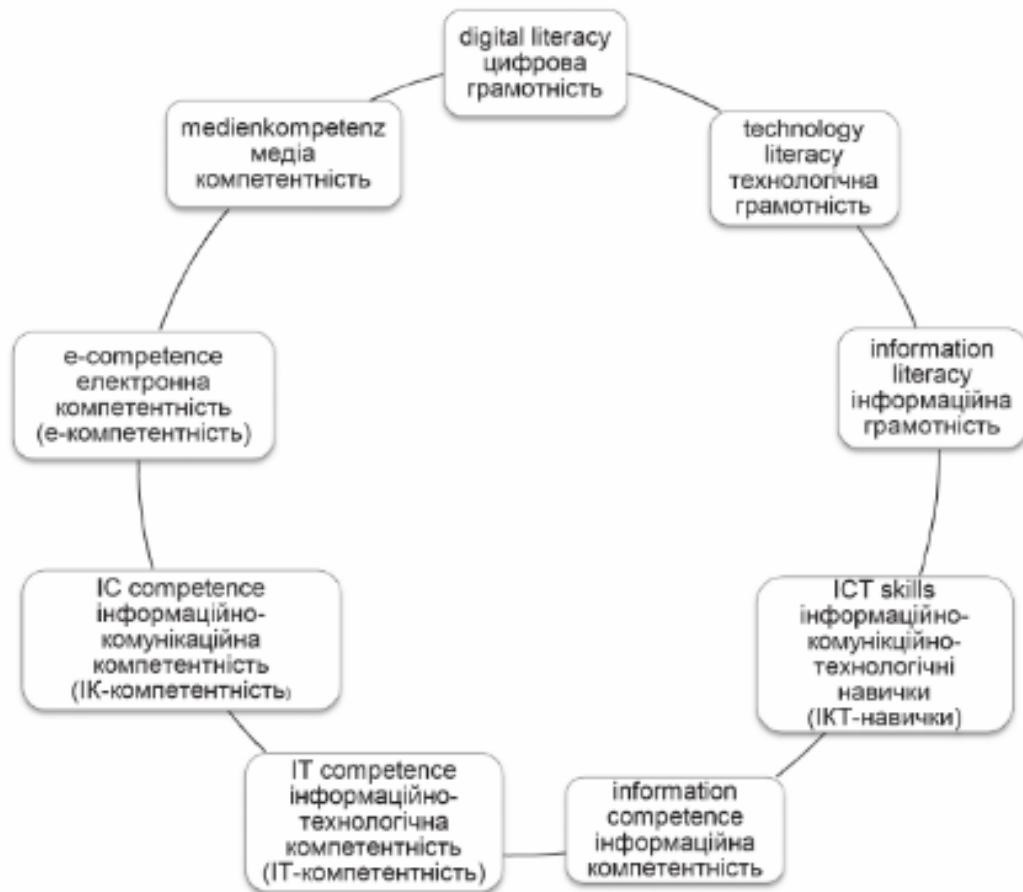 digital literacy
цифрова
грамотність
technology
literacy
технологічна
грамотність
information
literacy
інформаційна
грамотність
ICT skills
інформаційно-
комунікційно-
технологічні
навички
(ІКТ-навички)
information
competence
інформаційна
компетентність
IT competence
інформаційно-
технологічна
компетентність
(ІТ-компетентність)
IC competence
інформаційно-
комунікаційна
компетентність
(ІК-компетентність)
e-competence
електронна
компетентність
(е-компетентність)
medienkompetenz
медіа
компетентність